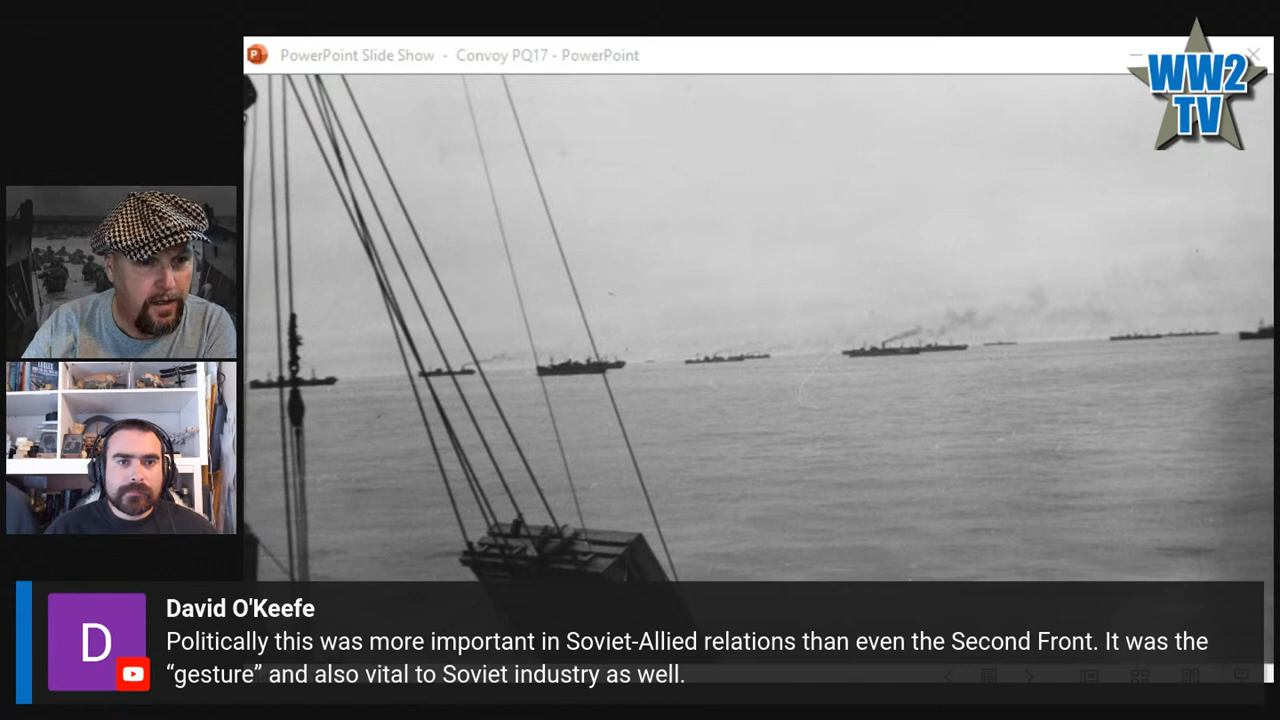 PowerPoint Slide Show - Convoy PQ17 - PowerPoint
WW2
TV
D
David O'Keefe
Politically this was more important in Soviet-Allied relations than even the Second Front. It was the
“gesture” and also vital to Soviet industry as well.